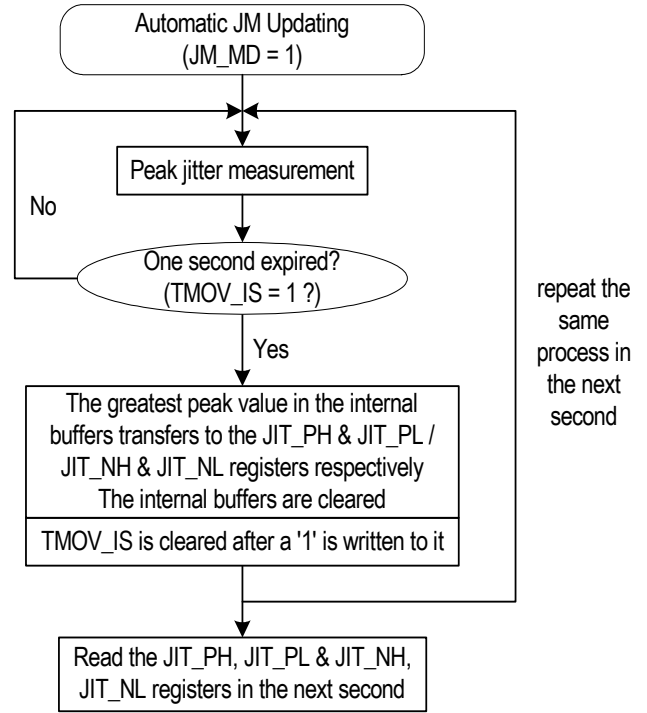 Automatic JM Updating
(JM_MD = 1)
Peak jitter measurement
No
One second expired?
(TMOV_IS = 1 ?)
repeat the
same
process in
the next
second
Yes
The greatest peak value in the internal
buffers transfers to the JIT_PH & JIT_PL /
JIT_NH & JIT_NL registers respectively
The internal buffers are cleared
TMOV_IS is cleared after a '1' is written to it
Read the JIT_PH, JIT_PL & JIT_NH,
JIT_NL registers in the next second